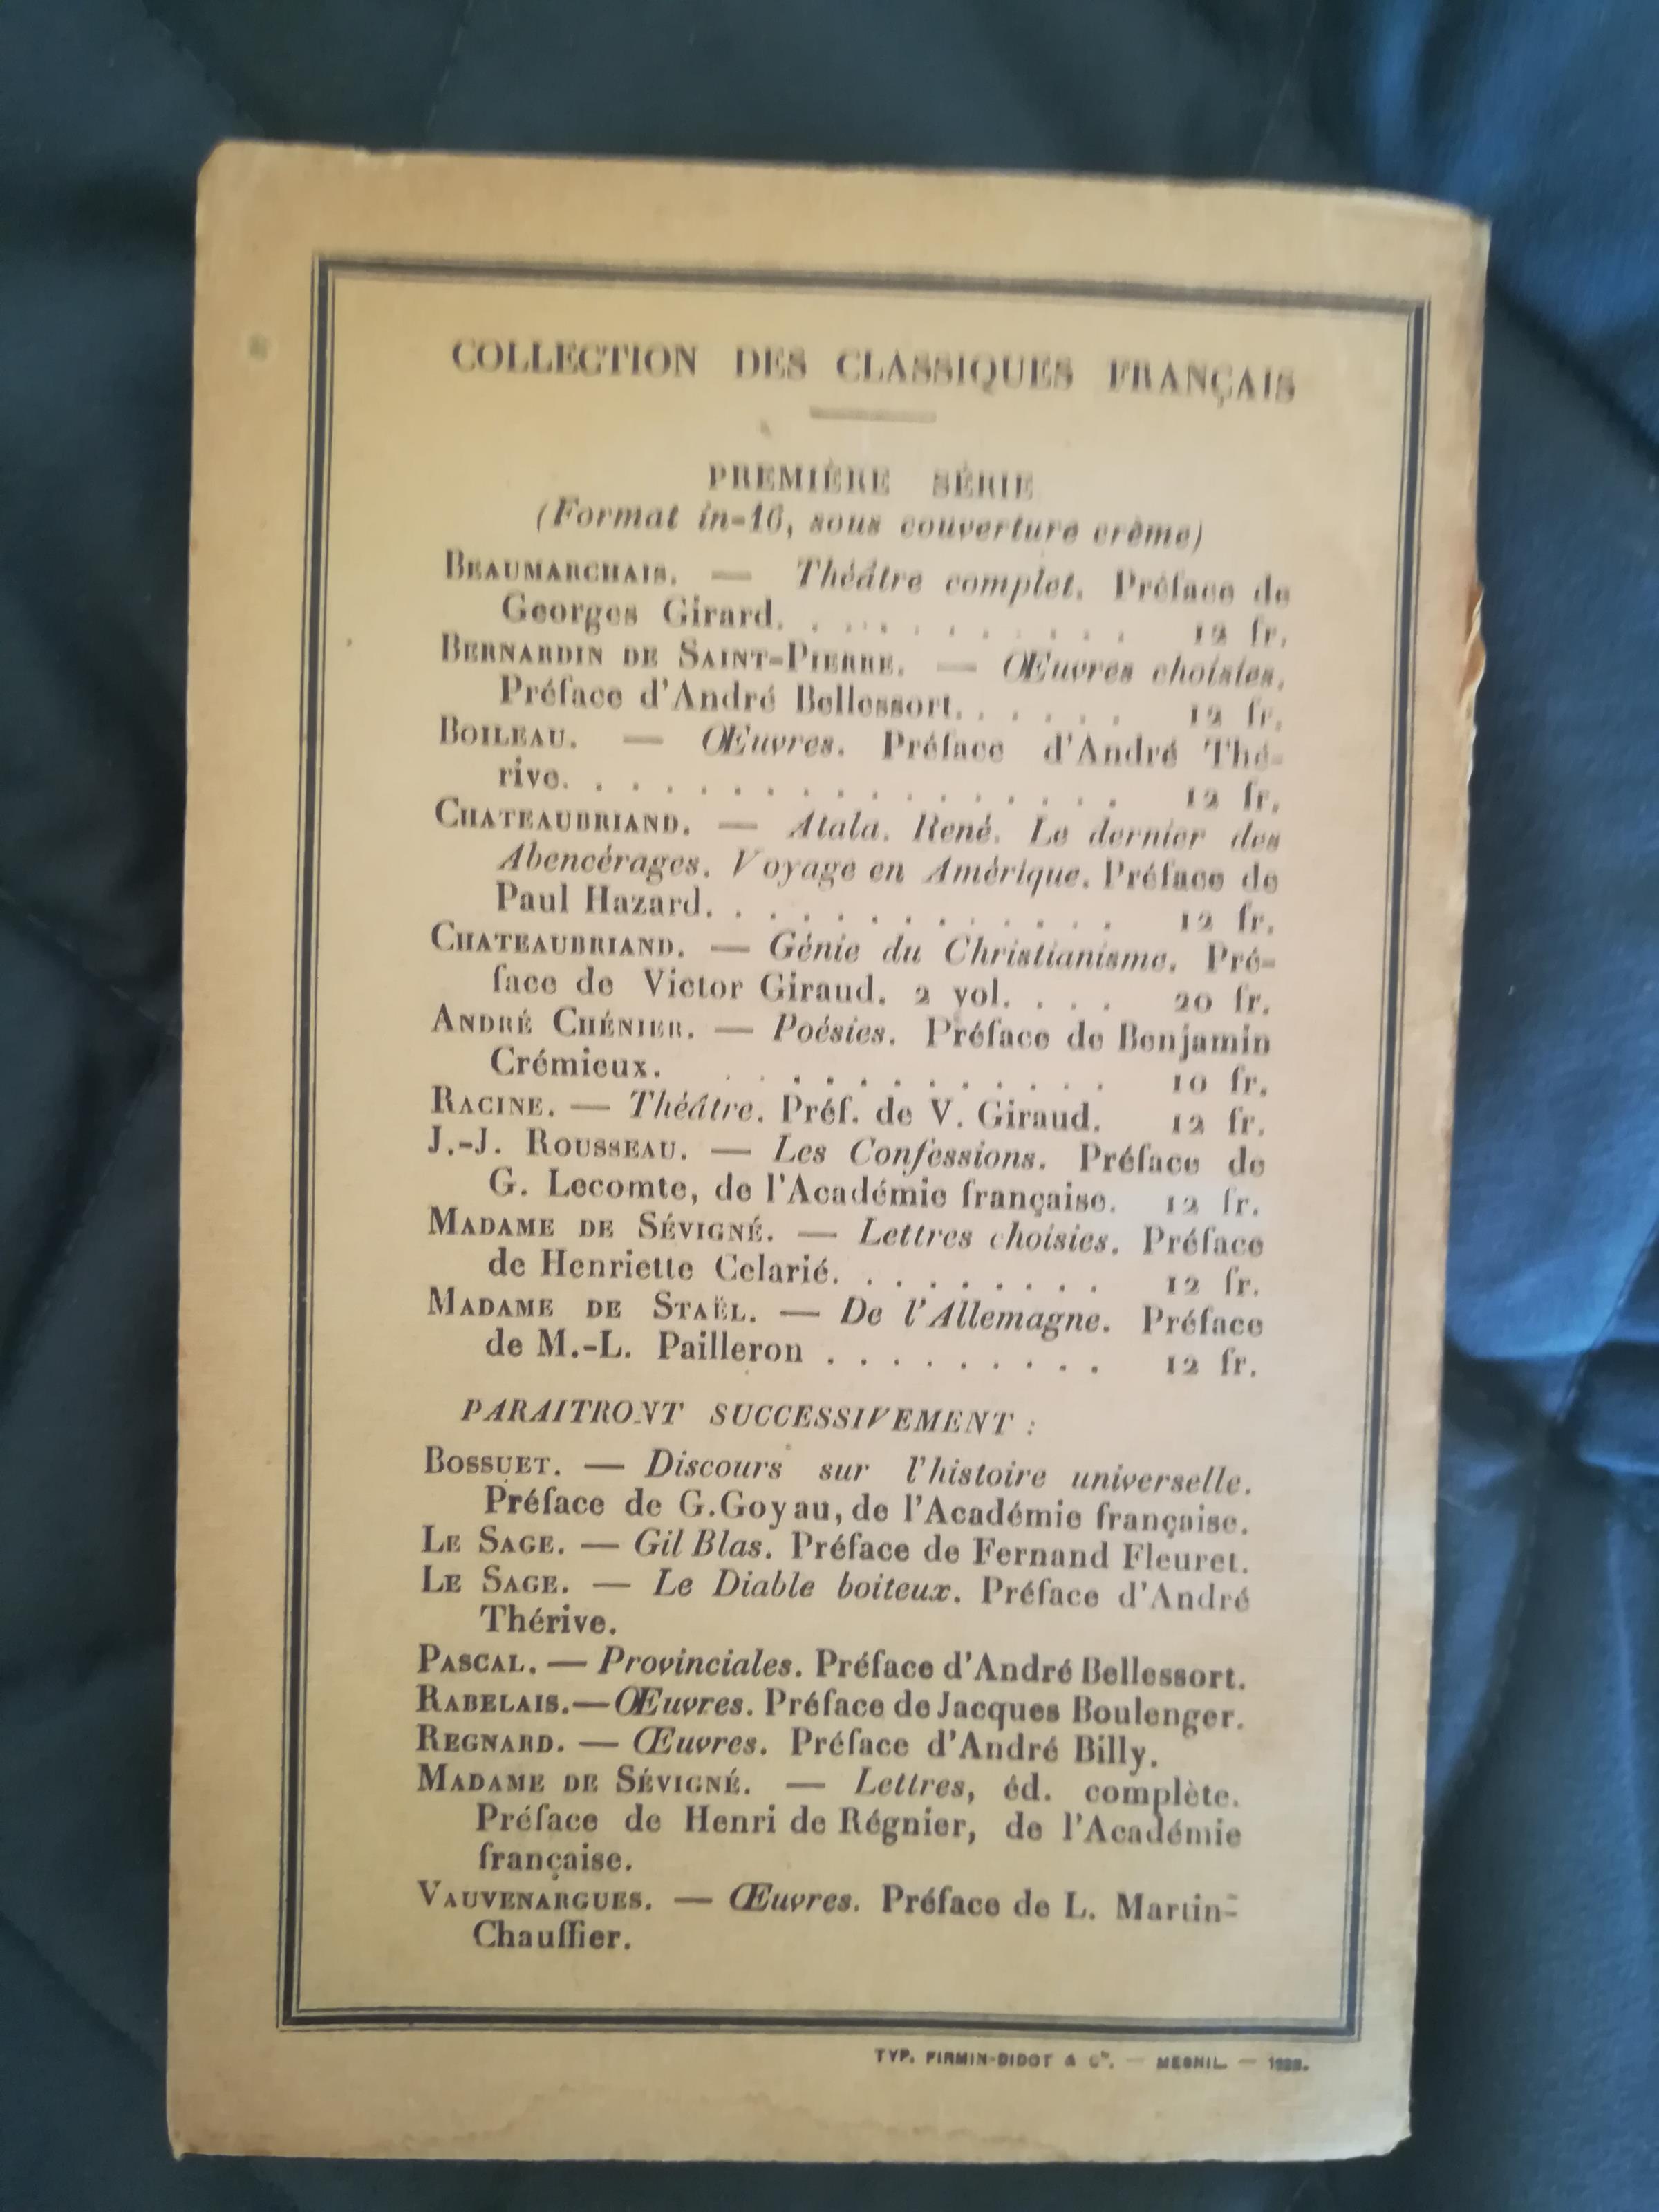 COLLECTION DES CLASSIQUES FRANÇAIS
PREMIÈRE SÉRIE
(Format in-16, sous couverture crème)
BEAUMARCHAIS. — Théâtre complet. Préface de
Georges Girard. . . . . . . . . . . 12 fr.
BERNARDIN DE SAINT-PIERRE. — Œuvres choisies.
Préface d'André Bellessort. . . . . . 12 fr.
BOILEAU. — Œuvres. Préface d'André Thé-
rive. . . . . . . . . . . . . . . . . . 12 fr.
CHATEAUBRIAND. — Atala. René. Le dernier des
Abencérages. Voyage en Amérique. Préface de
Paul Hazard. . . . . . . . . . . . . 12 fr.
CHATEAUBRIAND. — Génie du Christianisme. Pré-
face de Victor Giraud. 2 vol. . . . 20 fr.
ANDRÉ CHÉNIER. — Poésies. Préface de Benjamin
Crémieux. . . . . . . . . . . . . 10 fr.
RACINE. — Théâtre. Préf. de V. Giraud. 12 fr.
J.-J. ROUSSEAU. — Les Confessions. Préface de
G. Lecomte, de l'Académie française. 12 fr.
MADAME DE SÉVIGNÉ. — Lettres choisies. Préface
de Henriette Celarié. . . . . . . . . 12 fr.
MADAME DE STAËL. — De l'Allemagne. Préface
de M.-L. Pailleron . . . . . . . . . 12 fr.
PARAITRONT SUCCESSIVEMENT :
BOSSUET. — Discours sur l'histoire universelle.
Préface de G. Goyau, de l'Académie française.
LE SAGE. — Gil Blas. Préface de Fernand Fleuret.
LE SAGE. — Le Diable boiteux. Préface d'André
Thérive.
PASCAL. — Provinciales. Préface d'André Bellessort.
RABELAIS. — Œuvres. Préface de Jacques Boulenger.
REGNARD. — Œuvres. Préface d'André Billy.
MADAME DE SÉVIGNÉ. — Lettres, éd. complète.
Préface de Henri de Régnier, de l'Académie
française.
VAUVENARGUES. — Œuvres. Préface de L. Martin-
Chauffier.
TYP. FIRMIN-DIDOT & Cie. — MESNIL. —